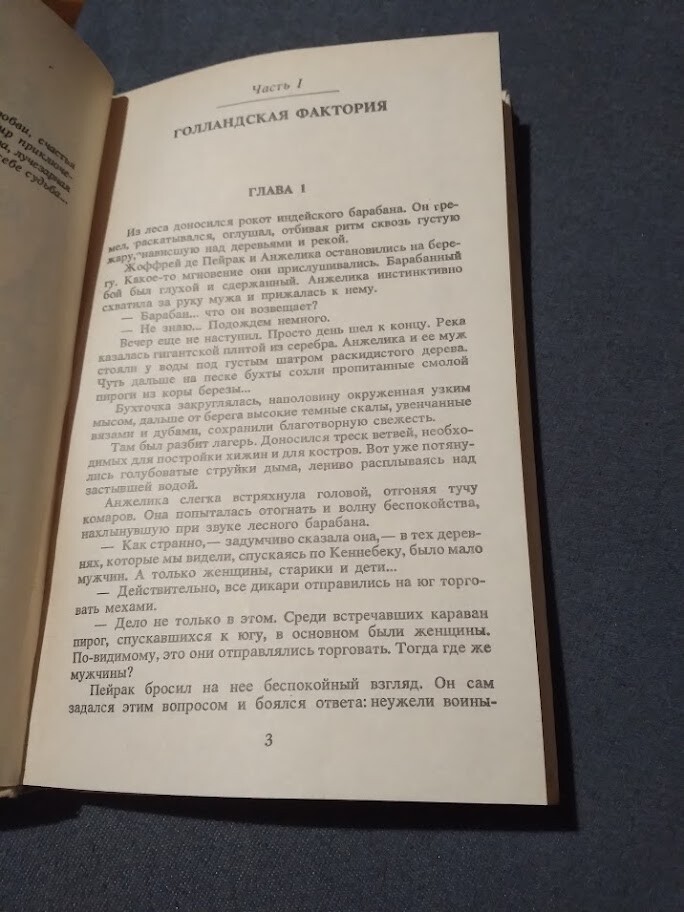 юбви, счастья
ир приключе-
а, лучезарная
ебе судьба...
Часть I
ГОЛЛАНДСКАЯ ФАКТОРИЯ
ГЛАВА 1
Из леса доносился рокот индейского барабана. Он гре-
мел, раскатывался, оглушал, отбивая ритм сквозь густую
жару, нависшую над деревьями и рекой.
Жоффрей де Пейрак и Анжелика остановились на бере-
гу. Какое-то мгновение они прислушивались. Барабанный
бой был глухой и сдержанный. Анжелика инстинктивно
схватила за руку мужа и прижалась к нему.
— Барабан... что он возвещает?
— Не знаю... Подождем немного.
Вечер еще не наступил. Просто день шел к концу. Река
казалась гигантской плитой из серебра. Анжелика и ее муж
стояли у воды под густым шатром раскидистого дерева.
Чуть дальше на песке бухты сохли пропитанные смолой
пироги из коры березы...
Бухточка закруглялась, наполовину окруженная узким
мысом, дальше от берега высокие темные скалы, увенчанные
вязами и дубами, сохранили благотворную свежесть.
Там был разбит лагерь. Доносился треск ветвей, необхо-
димых для постройки хижин и для костров. Вот уже потяну-
лись голубоватые струйки дыма, лениво расплываясь над
застывшей водой.
Анжелика слегка встряхнула головой, отгоняя тучу
комаров. Она попыталась отогнать и волну беспокойства,
нахлынувшую при звуке лесного барабана.
— Как странно,— задумчиво сказала она,— в тех дерев-
нях, которые мы видели, спускаясь по Кеннебеку, было мало
мужчин. А только женщины, старики и дети...
— Действительно, все дикари отправились на юг торго-
вать мехами.
— Дело не только в этом. Среди встречавших караван
пирог, спускавшихся к югу, в основном были женщины.
По-видимому, это они отправлялись торговать. Тогда где же
мужчины?
Пейрак бросил на нее беспокойный взгляд. Он сам
задался этим вопросом и боялся ответа: неужели воины-
3